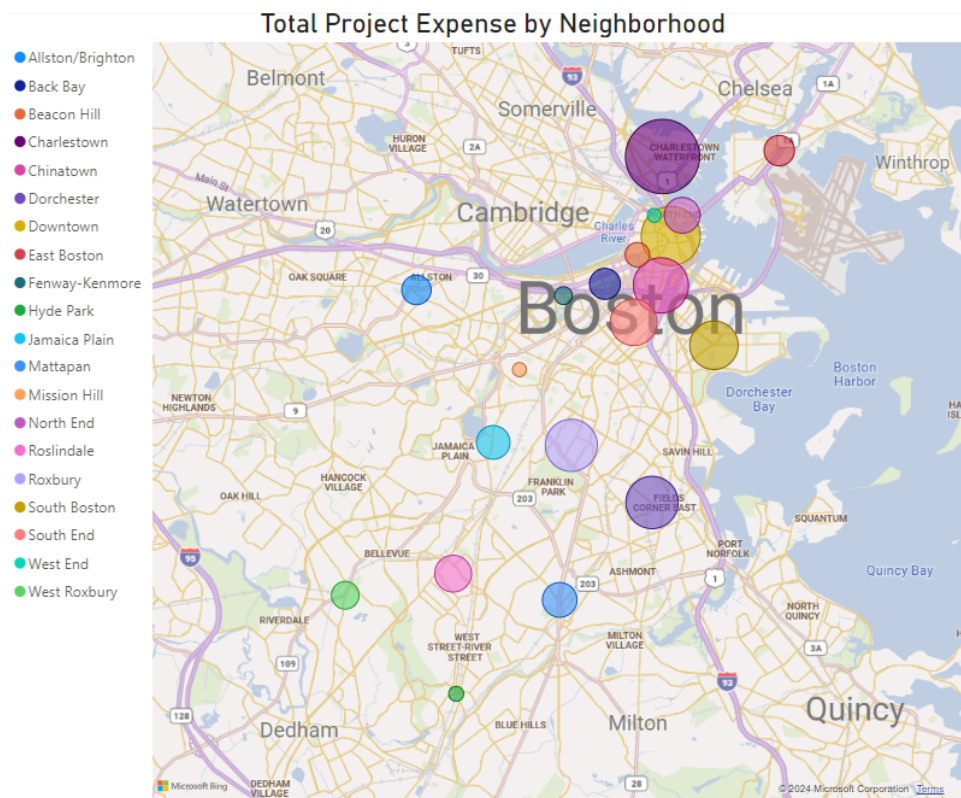 Total Project Expense by Neighborhood
Allston/Brighton
Back Bay
Beacon Hill
Charlestown
Chinatown
Dorchester
Downtown
East Boston
Fenway-Kenmore
Hyde Park
Jamaica Plain
Mattapan
Mission Hill
North End
Roslindale
Roxbury
South Boston
South End
West End
West Roxbury
3
TUFTS
93
Belmont
Chelsea
1A
Somerville
HURON
VILLAGE
2A
CHARLESTOWN
WATERFRONT
1A
Winthrop
1
Main St
Watertown
Cambridge
20
Charles
River
OAK SQUARE
ALLSTON
30
Boston
Boston
Harbor
Dorchester
Bay
NEWTON
HIGHLANDS
9
JAMAICA
PLAIN
SAVIN HILL
HANCOCK
VILLAGE
FRANKLIN
PARK
OAK HILL
203
FIELDS
CORNER EAST
SQUANTUM
95
BELLEVUE
PORT
NORFOLK
ASHMONT
203
1
Quincy Bay
RIVERDALE
NORTH
QUINCY
WEST
STREET-RIVER
STREET
MILTON
VILLAGE
3A
109
93
128
Dedham
BLUE HILLS
Milton
Quincy
Microsoft Bing
DEDHAM
VILLAGE
28
© 2024 Microsoft Corporation Terms